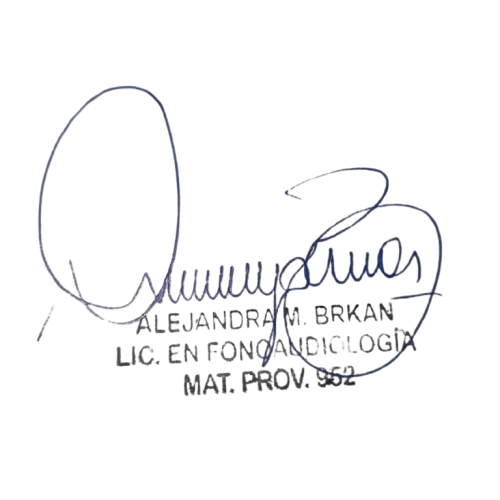 ALEJANDRA M. BRKAN
LIC. EN FONOAUDIOLOGÍA
MAT. PROV. 952